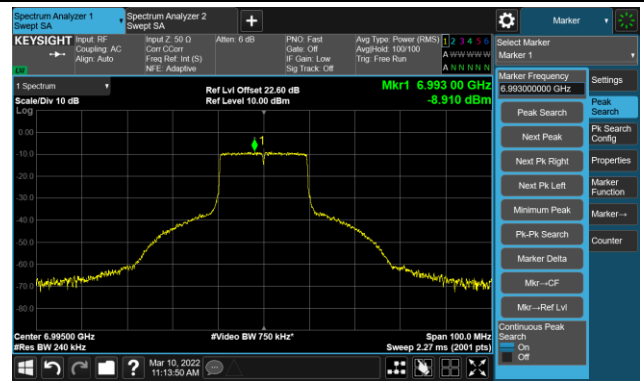 Spectrum Analyzer 1
Swept SA
Spectrum Analyzer 2
Swept SA
+
Marker
KEYSIGHT
Input: RF
Coupling: AC
Align: Auto
Input Z: 50 Ω
Corr CCorr
Freq Ref: Int (S)
NFE: Adaptive
Atten: 6 dB
PNO: Fast
Gate: Off
IF Gain: Low
Sig Track: Off
Avg Type: Power (RMS)
Avg|Hold: 100/100
Trig: Free Run
1 2 3 4 5 6
A W W W W W
A N N N N N
LW
Select Marker
Marker 1
1 Spectrum
Scale/Div 10 dB
Log
Ref Lvl Offset 22.60 dB
Ref Level 10.00 dBm
Mkr1 6.993 00 GHz
-8.910 dBm
1
0.00
-10.0
-20.0
-30.0
-40.0
-50.0
-60.0
-70.0
-80.0
Center 6.99500 GHz
#Res BW 240 kHz
#Video BW 750 kHz*
Span 100.0 MHz
Sweep 2.27 ms (2001 pts)
Marker Frequency
6.993000000 GHz
Peak Search
Next Peak
Next Pk Right
Next Pk Left
Minimum Peak
Pk-Pk Search
Marker Delta
Mkr→CF
Mkr→Ref Lvl
Continuous Peak
Search
On
Off
Settings
Peak
Search
Pk Search
Config
Properties
Marker
Function
Marker→
Counter
?
Mar 10, 2022
11:13:50 AM